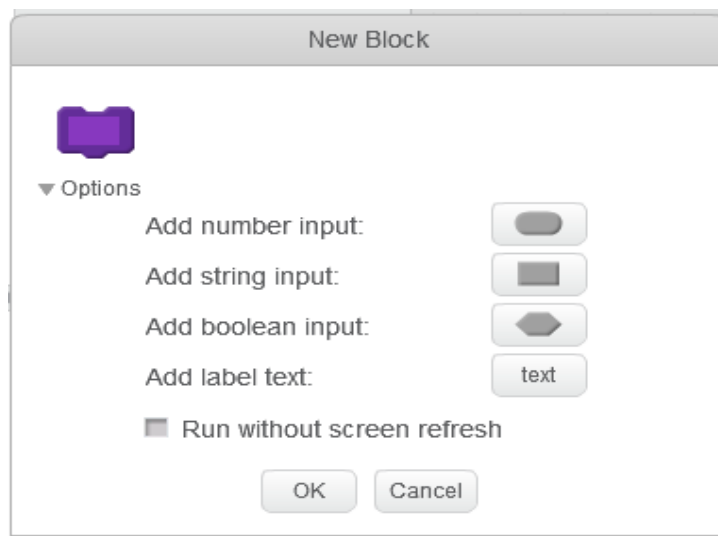 New Block
Options
Add number input:
Add string input:
Add boolean input:
Add label text: text
Run without screen refresh
OK Cancel